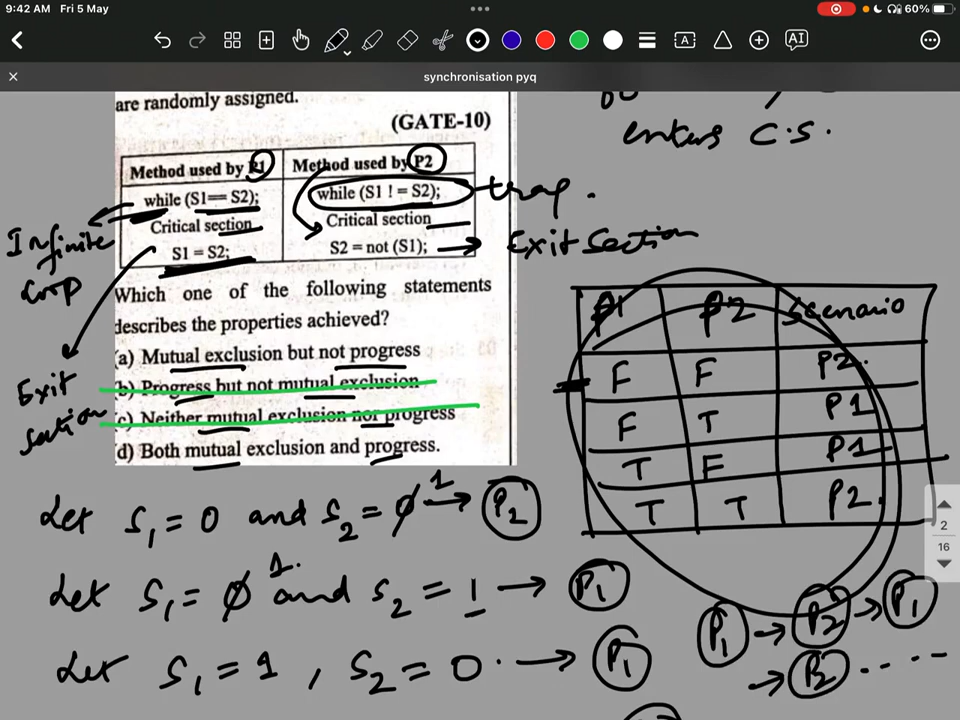 9:42 AM Fri 5 May
60%
AI
synchronisation pyq
are randomly assigned.
(GATE-10)
enters C.S.
Method used by P1 Method used by P2
while (S1== S2); while (S1 != S2); trap.
Critical section Critical section
S1 = S2; S2 = not (S1); Exit Section
Infinite
Loop
Exit
Section
Which one of the following statements
describes the properties achieved?
(a) Mutual exclusion but not progress
(b) Progress but not mutual exclusion
(c) Neither mutual exclusion nor progress
(d) Both mutual exclusion and progress.
P1 P2 Scenario
F F P2.
F T P1
T F P1
T T P2.
Let S1 = 0 and S2 = 0 1 → P2
Let S1 = 0 1. and S2 = 1 → P1
Let S1 = 1, S2 = 0. → P1
P1 → P2 → P1
→ P2 ....
2
16